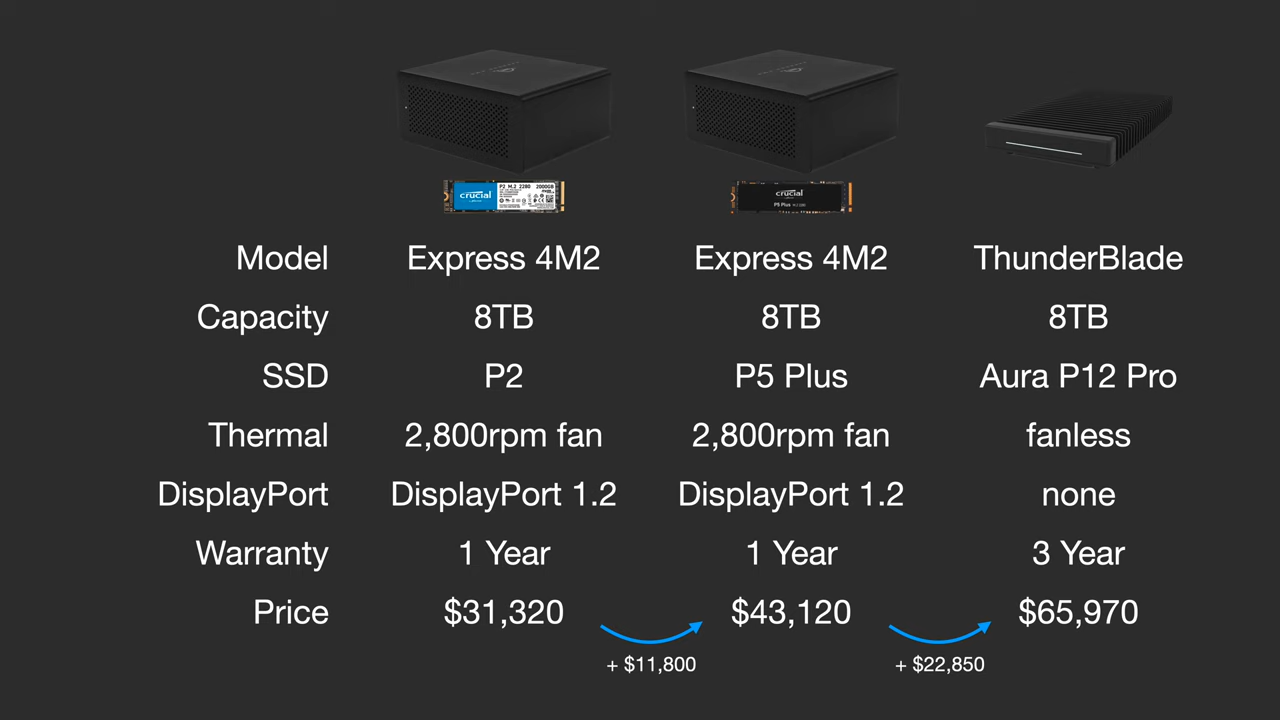 crucial
P2 M.2 2280 2000GB
crucial
P5 Plus M.2 2280
Model Express 4M2 Express 4M2 ThunderBlade
Capacity 8TB 8TB 8TB
SSD P2 P5 Plus Aura P12 Pro
Thermal 2,800rpm fan 2,800rpm fan fanless
DisplayPort DisplayPort 1.2 DisplayPort 1.2 none
Warranty 1 Year 1 Year 3 Year
Price $31,320 $43,120 $65,970
+ $11,800 + $22,850